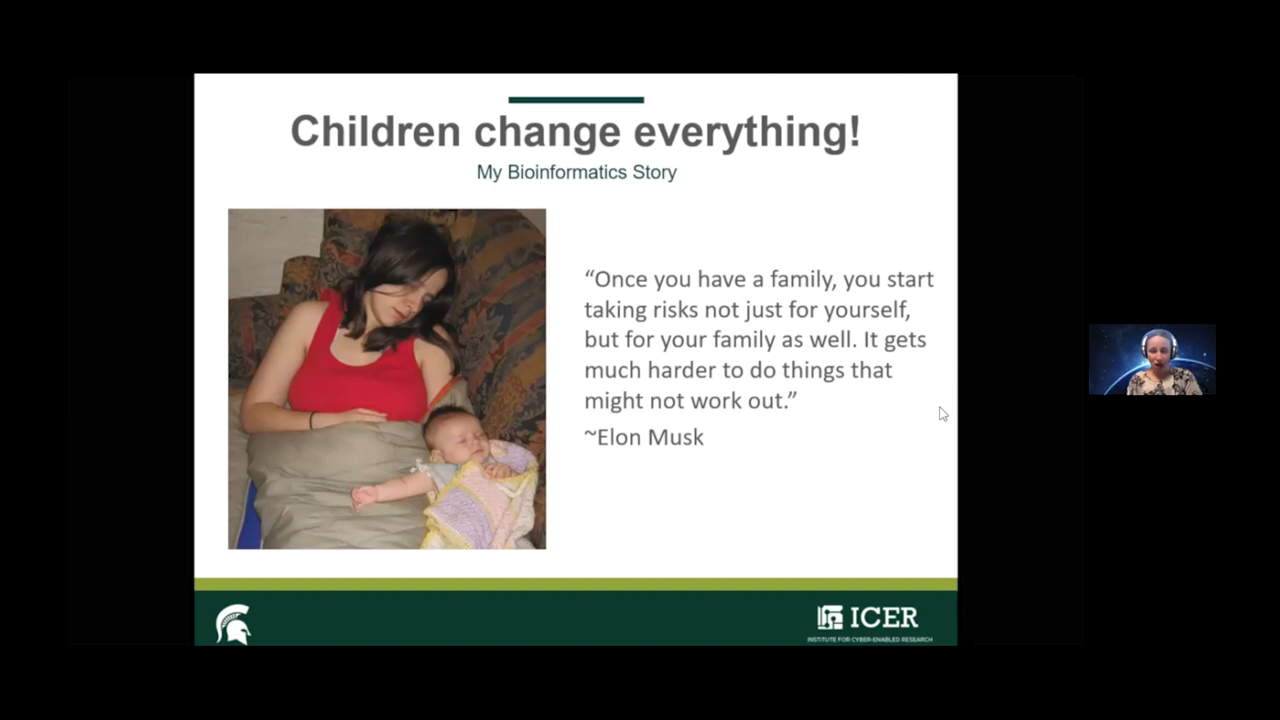 Children change everything!
My Bioinformatics Story
“Once you have a family, you start
taking risks not just for yourself,
but for your family as well. It gets
much harder to do things that
might not work out.”
~Elon Musk
ICER
INSTITUTE FOR CYBER-ENABLED RESEARCH